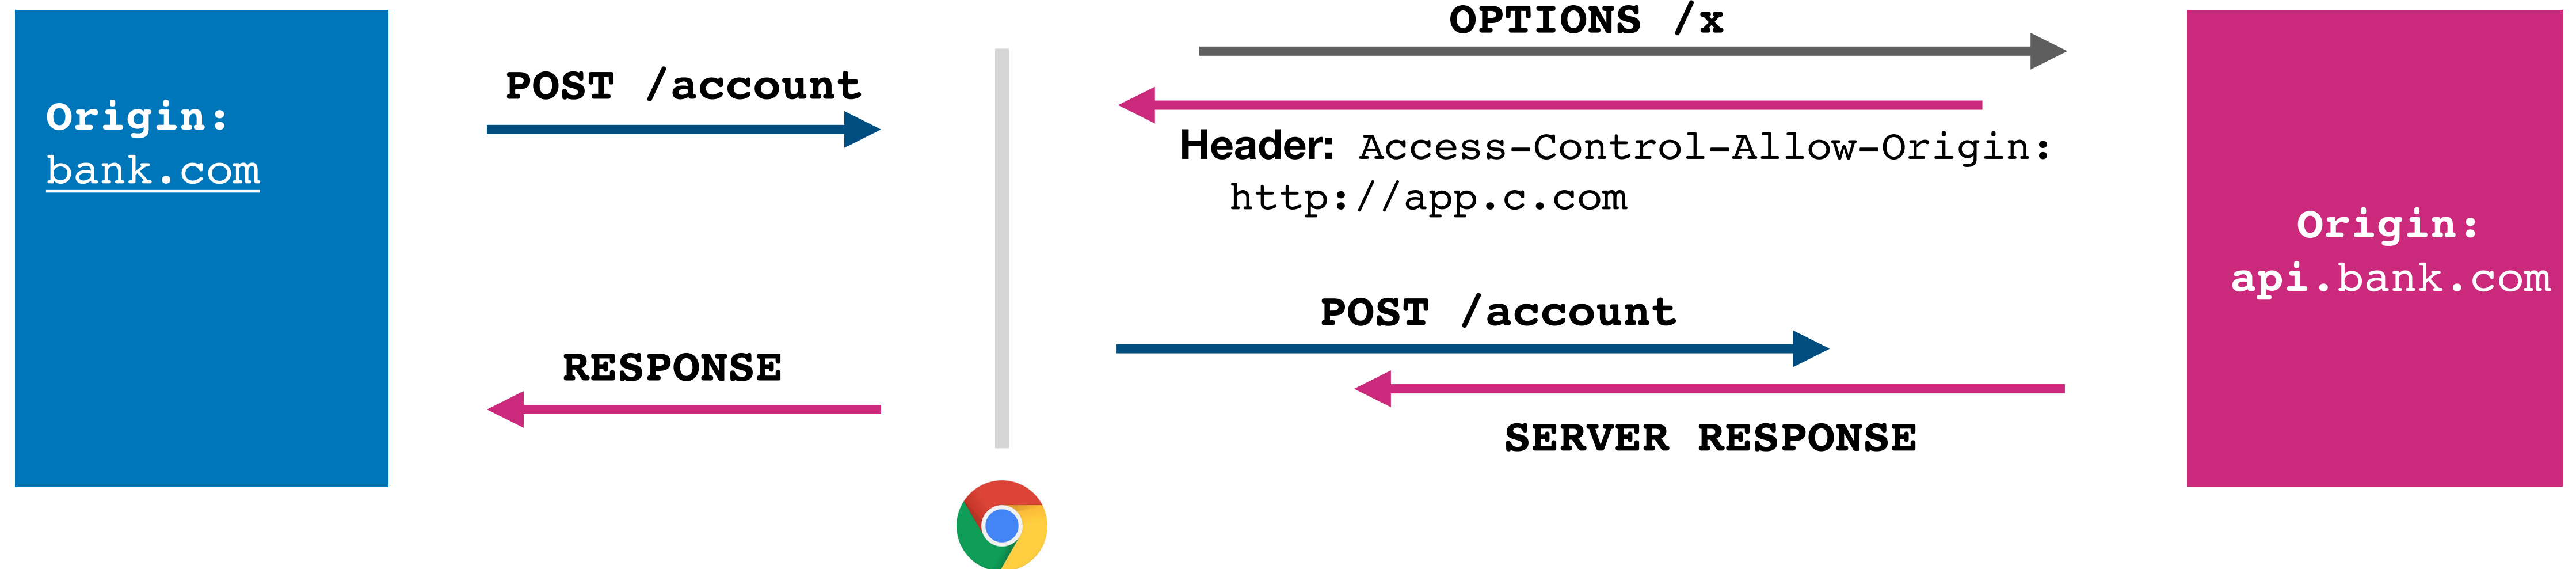 Origin:
bank.com
POST /account
RESPONSE
OPTIONS /x
Header: Access-Control-Allow-Origin:
http://app.c.com
POST /account
SERVER RESPONSE
Origin:
api.bank.com